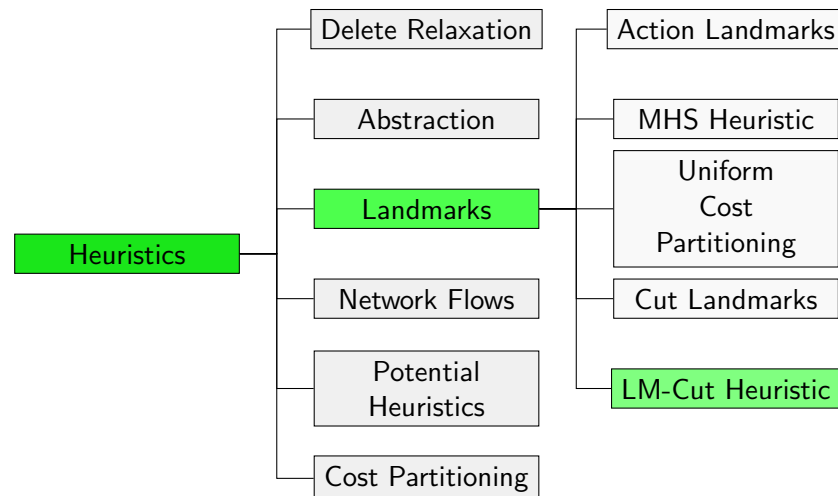 Heuristics
Delete Relaxation
Abstraction
Landmarks
Network Flows
Potential
Heuristics
Cost Partitioning
Action Landmarks
MHS Heuristic
Uniform
Cost
Partitioning
Cut Landmarks
LM-Cut Heuristic